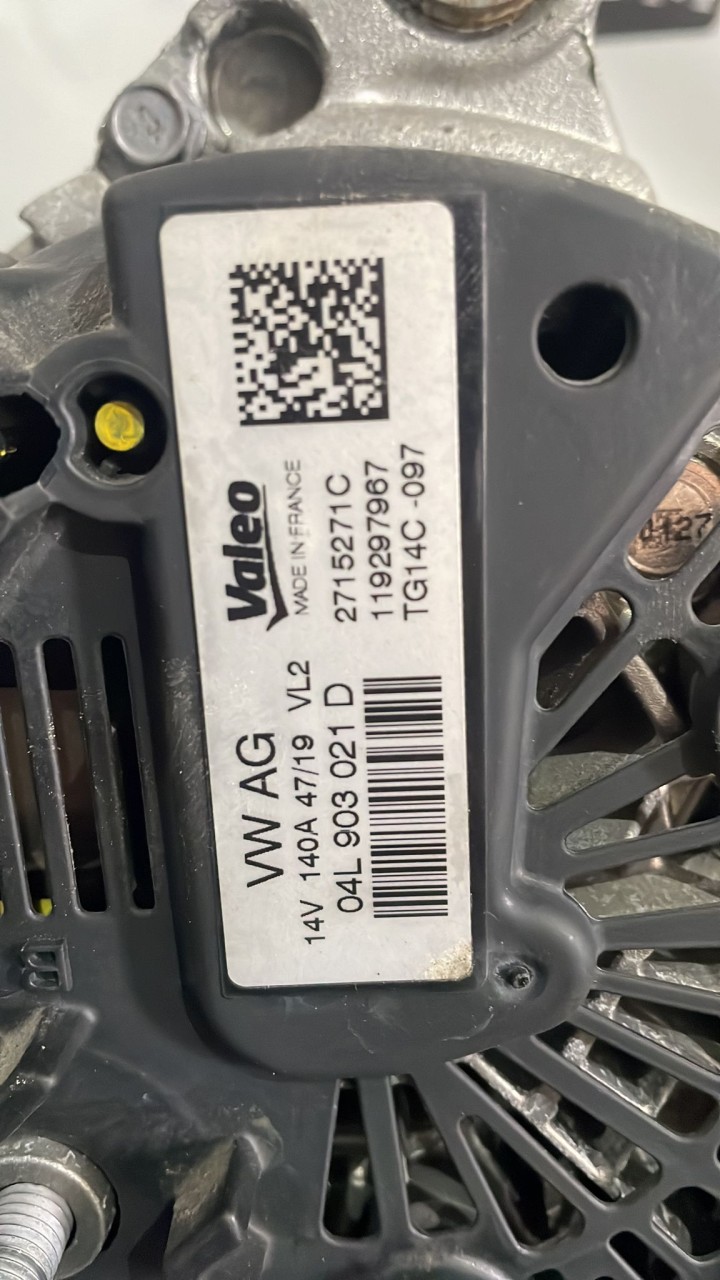 VW AG
14V 140A 47/19 VL2
04L 903 021 D
Valeo
MADE IN FRANCE
2715271C
119297967
TG14C -097